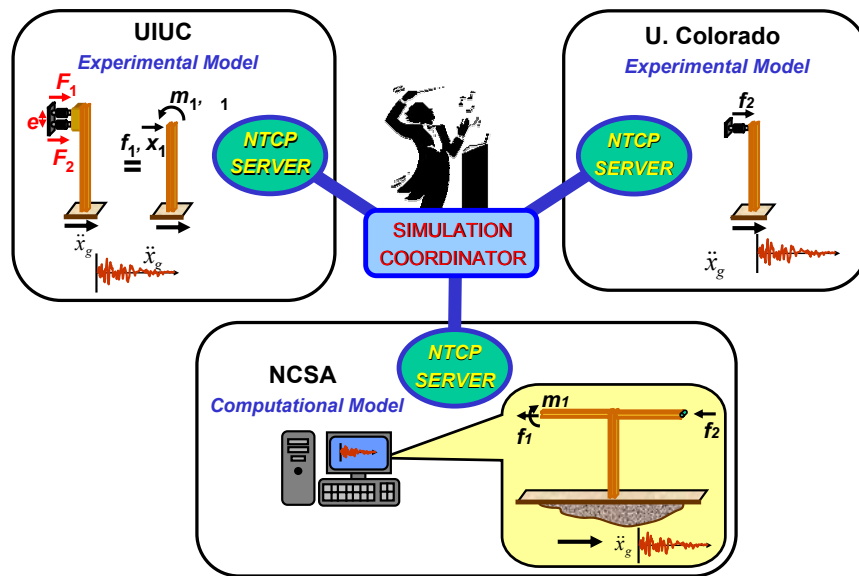 UIUC
Experimental Model
F1
e
F2
=
m1, 1
f1, x1
ẍg
ẍg
NTCP
SERVER
U. Colorado
Experimental Model
f2
NTCP
SERVER
ẍg
SIMULATION
COORDINATOR
NTCP
SERVER
NCSA
Computational Model
m1
f1
f2
ẍg